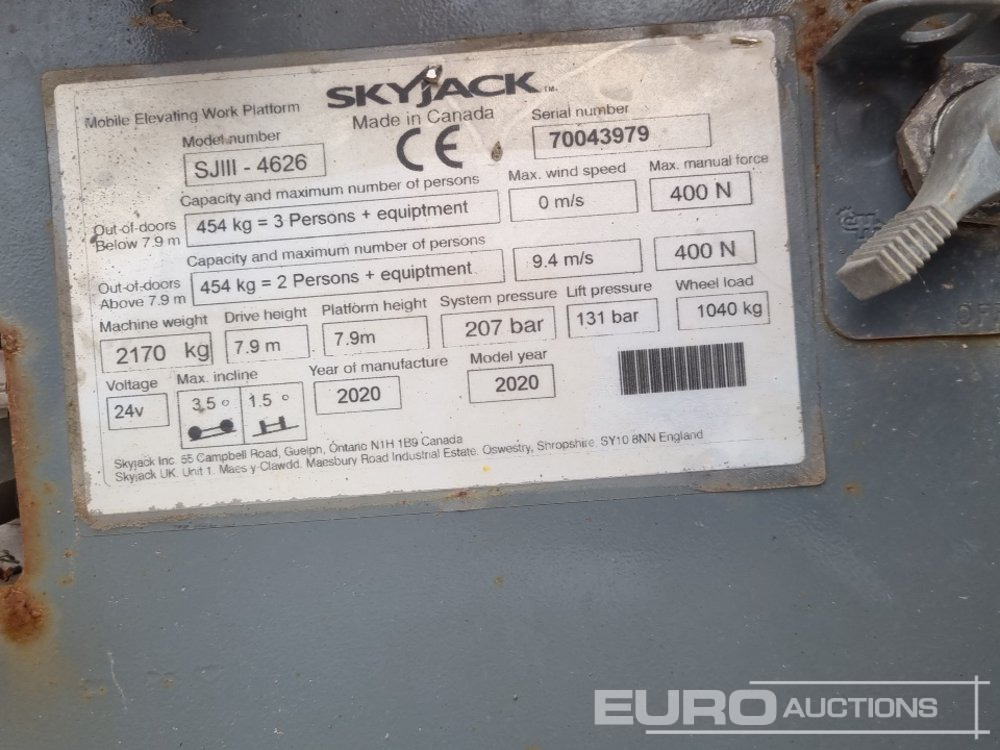 SKYJACK TM
Mobile Elevating Work Platform
Made in Canada
CE
Model number
SJIII - 4626
Serial number
70043979
Capacity and maximum number of persons
Max. wind speed
Max. manual force
Out-of-doors
Below 7.9 m
454 kg = 3 Persons + equiptment
0 m/s
400 N
Capacity and maximum number of persons
Out-of-doors
Above 7.9 m
454 kg = 2 Persons + equiptment
9.4 m/s
400 N
Machine weight
Drive height
Platform height
System pressure
Lift pressure
Wheel load
2170 kg
7.9 m
7.9m
207 bar
131 bar
1040 kg
Voltage
Max. incline
Year of manufacture
Model year
24v
3.5 o
1.5 o
2020
2020
Skyjack Inc. 55 Campbell Road, Guelph, Ontario N1H 1B9 Canada
Skyjack UK. Unit 1. Maes y Clawdd. Maesbury Road Industrial Estate. Oswestry, Shropshire. SY10 8NN England
EURO AUCTIONS